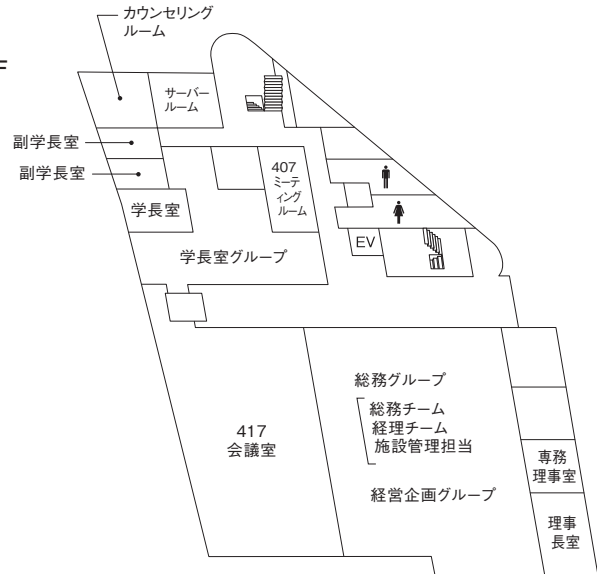 カウンセリング
ルーム
F
サーバー
ルーム
副学長室
副学長室
407
ミーテ
ィング
ルーム
学長室
EV
学長室グループ
総務グループ
総務チーム
経理チーム
施設管理担当
417
会議室
専務
理事室
経営企画グループ
理事
長室